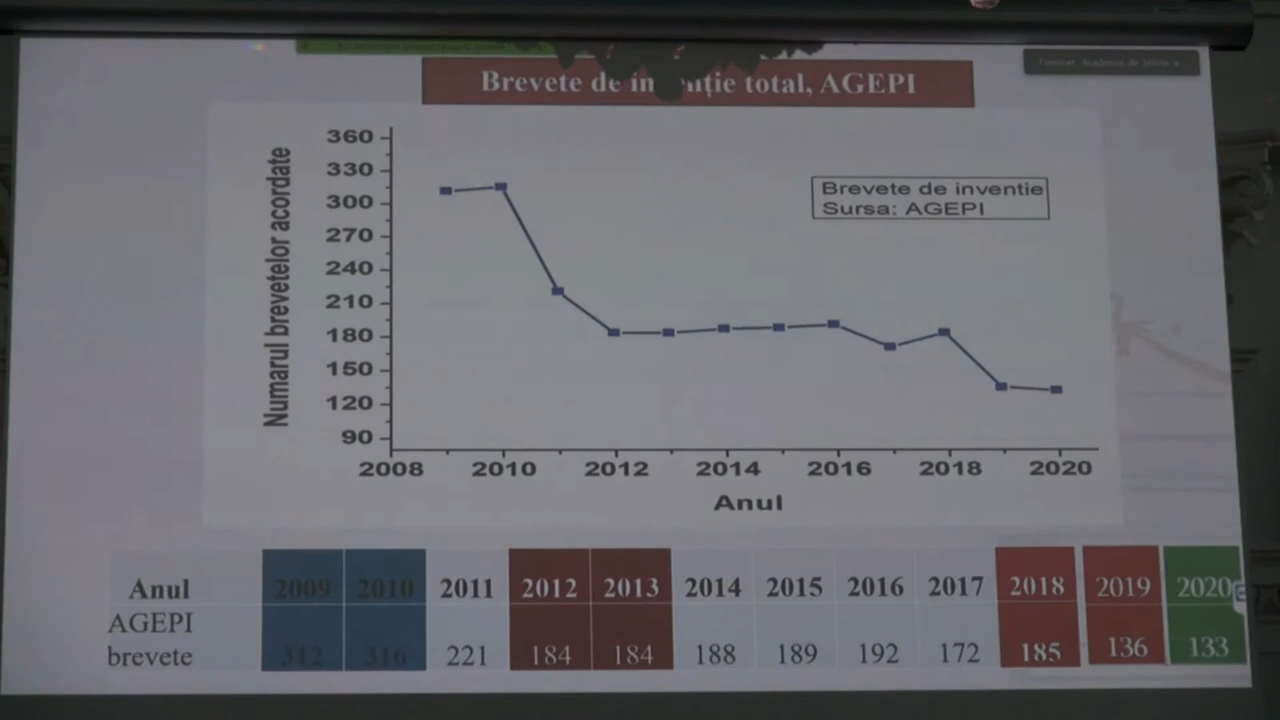 Brevete de invenție total, AGEPI
Numarul brevetelor acordate
360
330
300
270
240
210
180
150
120
90
Brevete de inventie
Sursa: AGEPI
2008 2010 2012 2014 2016 2018 2020
Anul
Anul 2009 2010 2011 2012 2013 2014 2015 2016 2017 2018 2019 2020
AGEPI
brevete 312 316 221 184 184 188 189 192 172 185 136 133